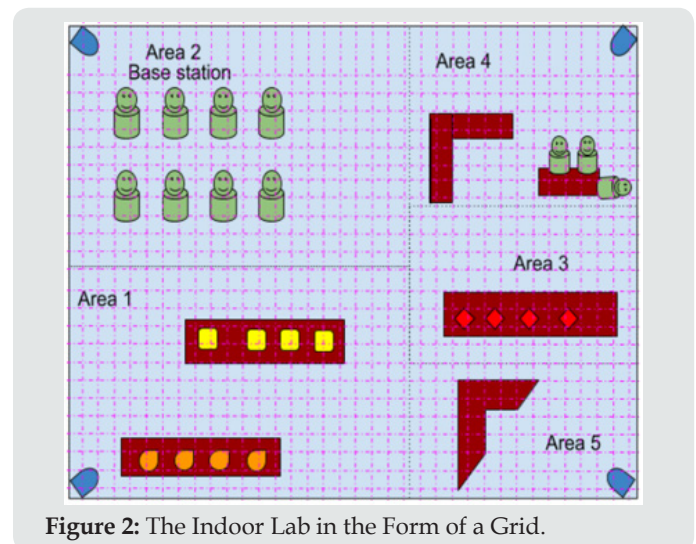 Area 2
Base station
Area 4
Area 3
Area 1
Area 5
Figure 2: The Indoor Lab in the Form of a Grid.